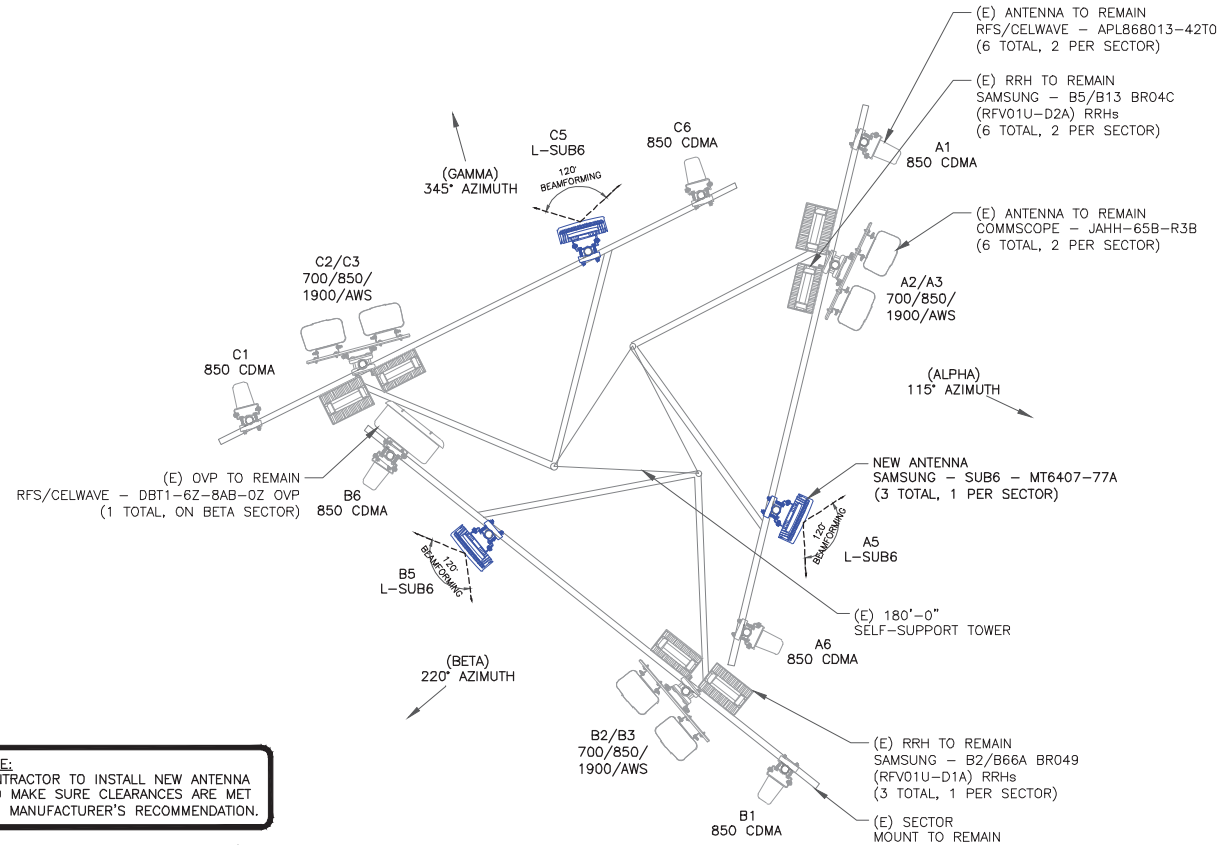 (E) ANTENNA TO REMAIN
RFS/CELWAVE – APL868013-42T0
(6 TOTAL, 2 PER SECTOR)
(E) RRH TO REMAIN
SAMSUNG – B5/B13 BR04C
(RFV01U-D2A) RRHs
(6 TOTAL, 2 PER SECTOR)
A1
850 CDMA
(E) ANTENNA TO REMAIN
COMMSCOPE – JAHH-65B-R3B
(6 TOTAL, 2 PER SECTOR)
A2/A3
700/850/
1900/AWS
C5
L-SUB6
120°
BEAMFORMING
C6
850 CDMA
(GAMMA)
345° AZIMUTH
C2/C3
700/850/
1900/AWS
C1
850 CDMA
(ALPHA)
115° AZIMUTH
(E) OVP TO REMAIN
RFS/CELWAVE – DBT1-6Z-8AB-0Z OVP
(1 TOTAL, ON BETA SECTOR)
B6
850 CDMA
NEW ANTENNA
SAMSUNG – SUB6 – MT6407-77A
(3 TOTAL, 1 PER SECTOR)
120°
BEAMFORMING
A5
L-SUB6
120°
BEAMFORMING
B5
L-SUB6
(E) 180'-0"
SELF-SUPPORT TOWER
A6
850 CDMA
(BETA)
220° AZIMUTH
B2/B3
700/850/
1900/AWS
(E) RRH TO REMAIN
SAMSUNG – B2/B66A BR049
(RFV01U-D1A) RRHs
(3 TOTAL, 1 PER SECTOR)
B1
850 CDMA
(E) SECTOR
MOUNT TO REMAIN
E:
NTRACTOR TO INSTALL NEW ANTENNA
MAKE SURE CLEARANCES ARE MET
MANUFACTURER'S RECOMMENDATION.